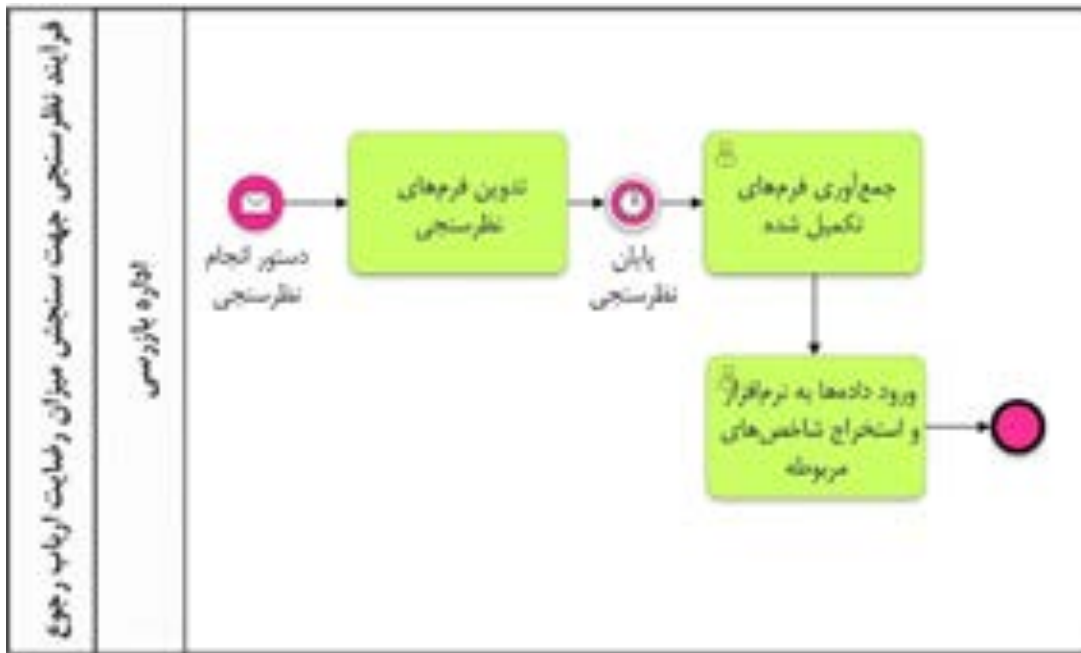 فرآیند نظرسنجی جهت سنجش میزان رضایت ارباب رجوع
اداره بازرسی
دستور انجام
نظرسنجی
تدوین فرم‌های
نظرسنجی
پایان
نظرسنجی
جمع‌آوری فرم‌های
تکمیل شده
ورود داده‌ها به نرم‌افزار
و استخراج شاخص‌های
مربوطه